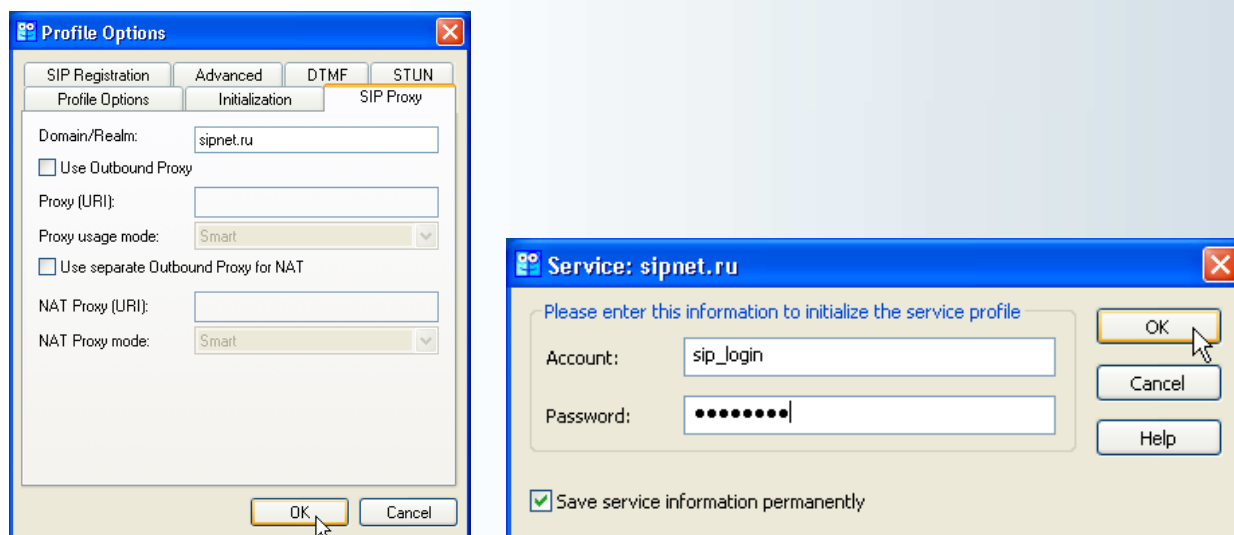 Profile Options
SIP Registration Advanced DTMF STUN
Profile Options Initialization SIP Proxy
Domain/Realm: sipnet.ru
Use Outbound Proxy
Proxy (URI):
Proxy usage mode: Smart
Use separate Outbound Proxy for NAT
NAT Proxy (URI):
NAT Proxy mode: Smart
OK Cancel
Service: sipnet.ru
Please enter this information to initialize the service profile
Account: sip_login
Password: ●●●●●●●●
Save service information permanently
OK
Cancel
Help